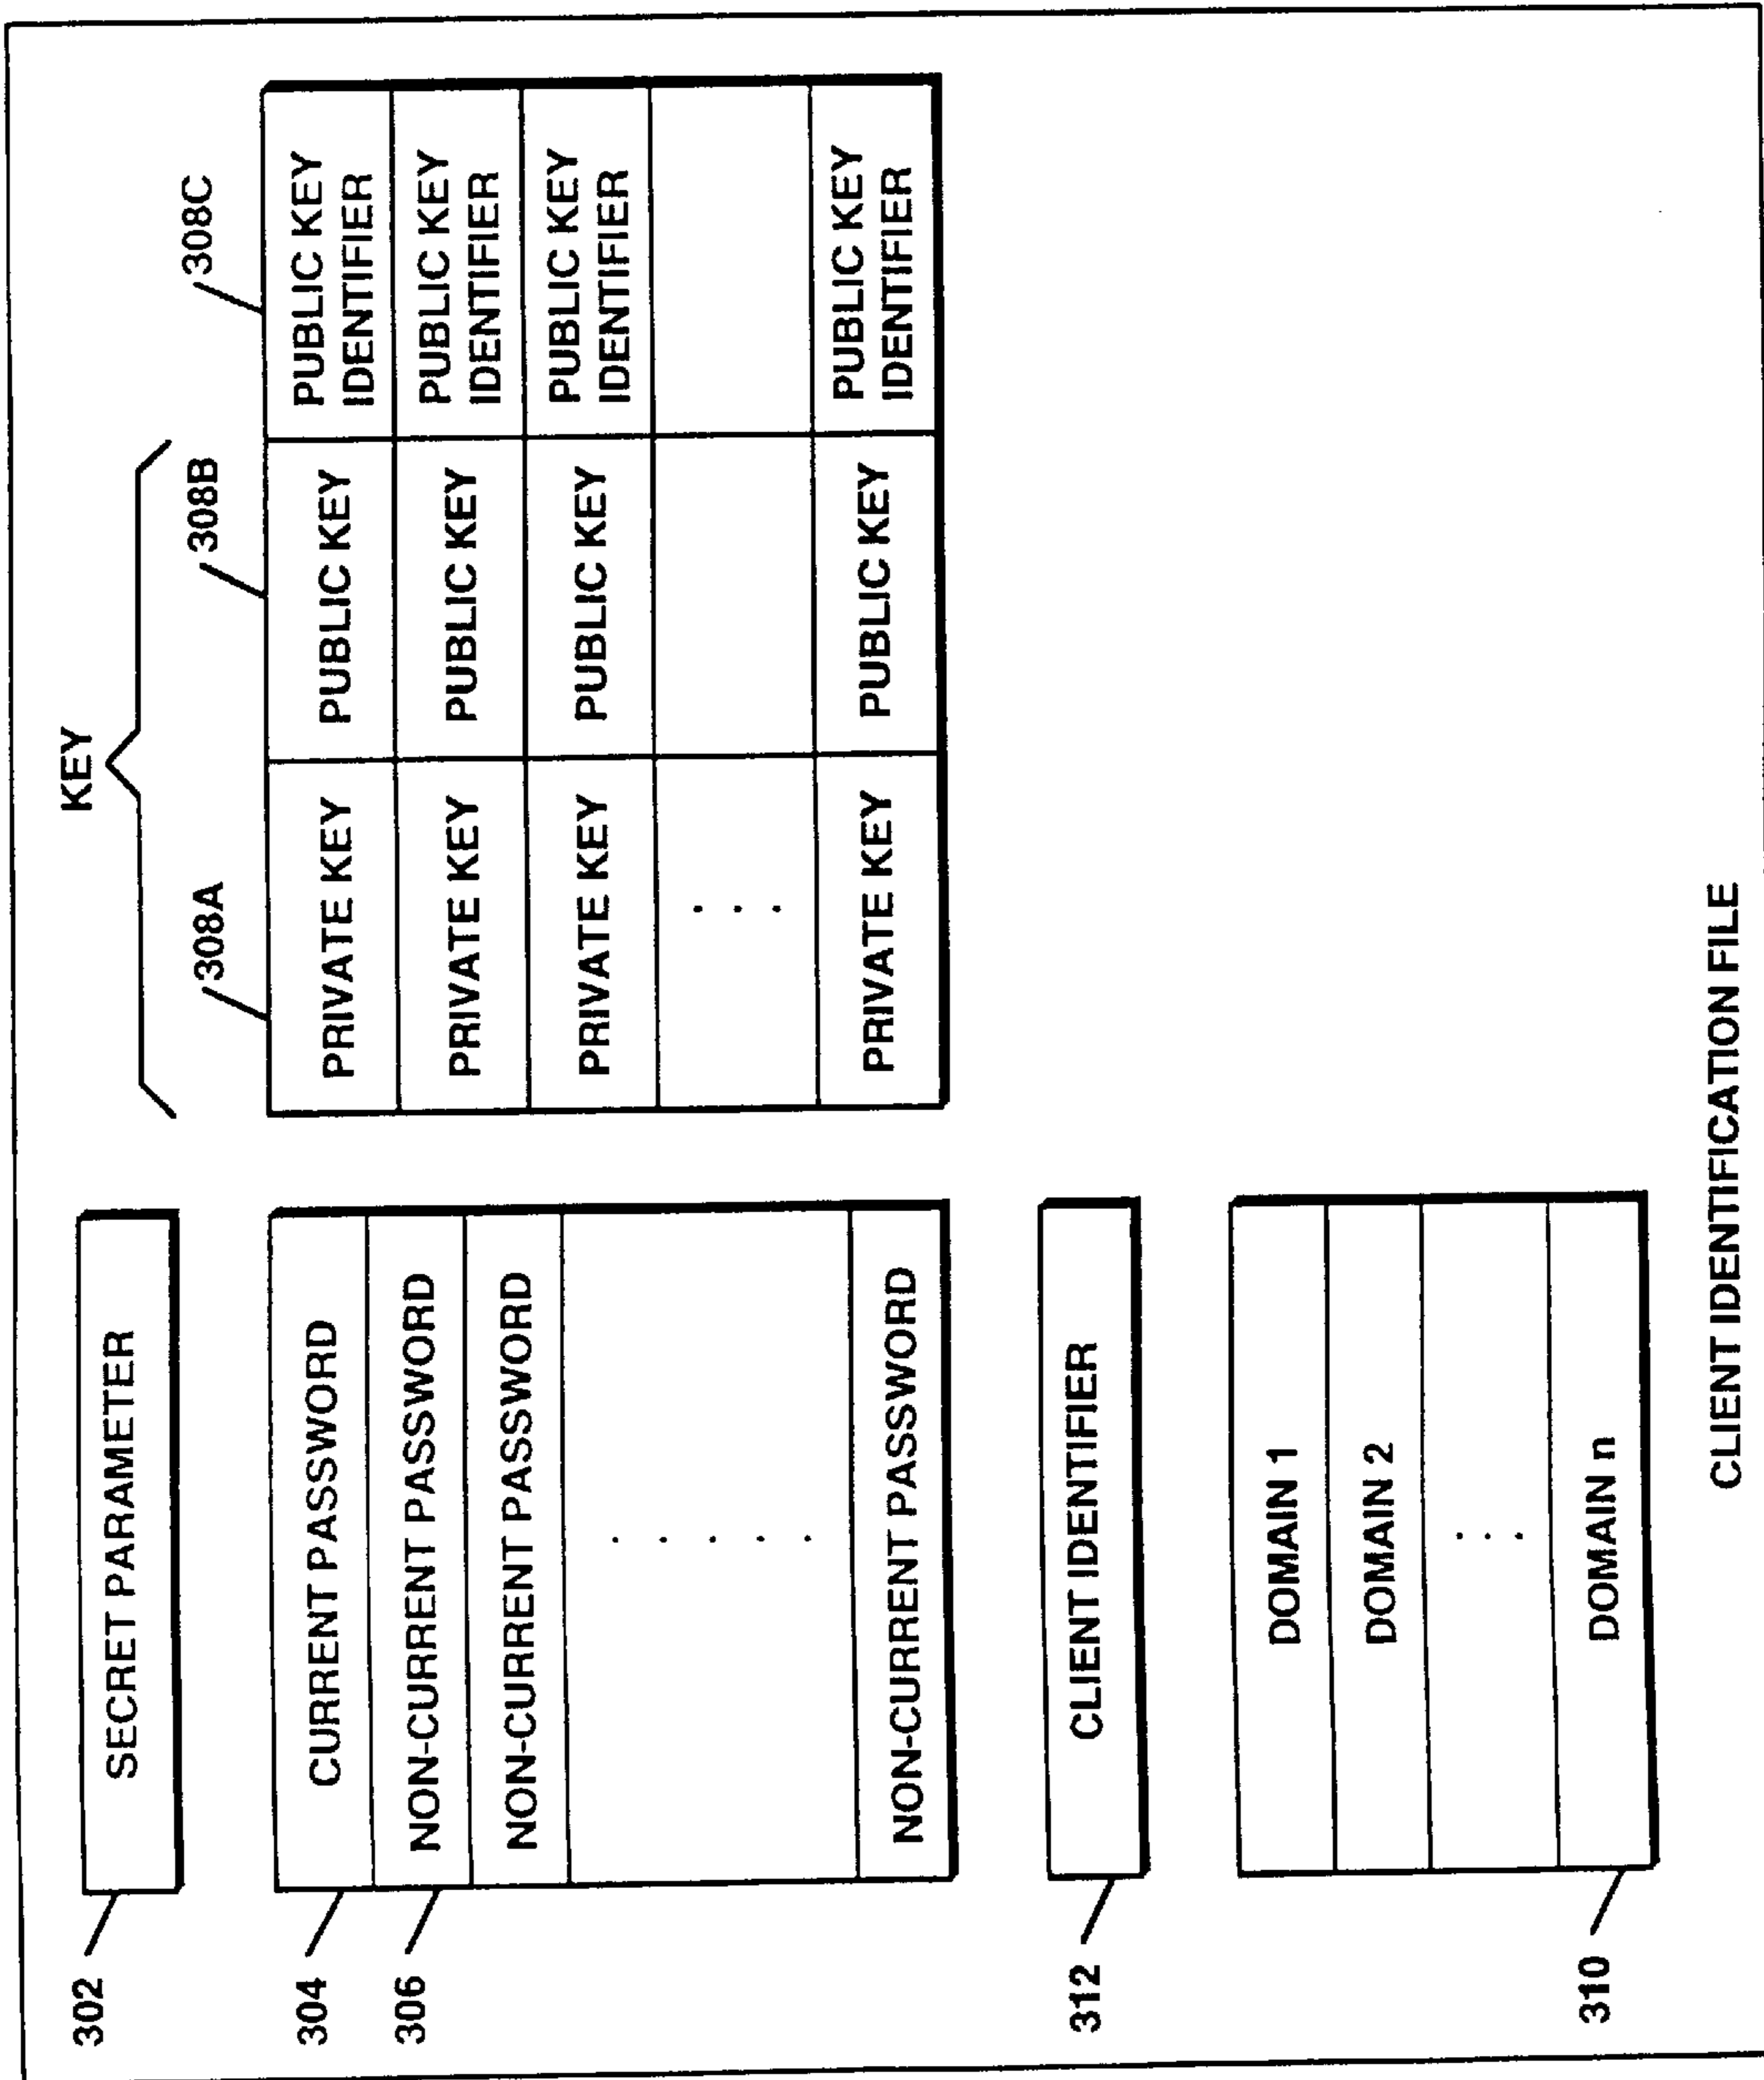 302
SECRET PARAMETER
304
CURRENT PASSWORD
306
NON-CURRENT PASSWORD
NON-CURRENT PASSWORD
. . . . .
NON-CURRENT PASSWORD
312
CLIENT IDENTIFIER
310
DOMAIN 1
DOMAIN 2
. . .
DOMAIN n
KEY
308A
308B
308C
PRIVATE KEY
PUBLIC KEY
PUBLIC KEY
IDENTIFIER
PRIVATE KEY
PUBLIC KEY
PUBLIC KEY
IDENTIFIER
PRIVATE KEY
PUBLIC KEY
PUBLIC KEY
IDENTIFIER
. . .
PRIVATE KEY
PUBLIC KEY
PUBLIC KEY
IDENTIFIER
CLIENT IDENTIFICATION FILE